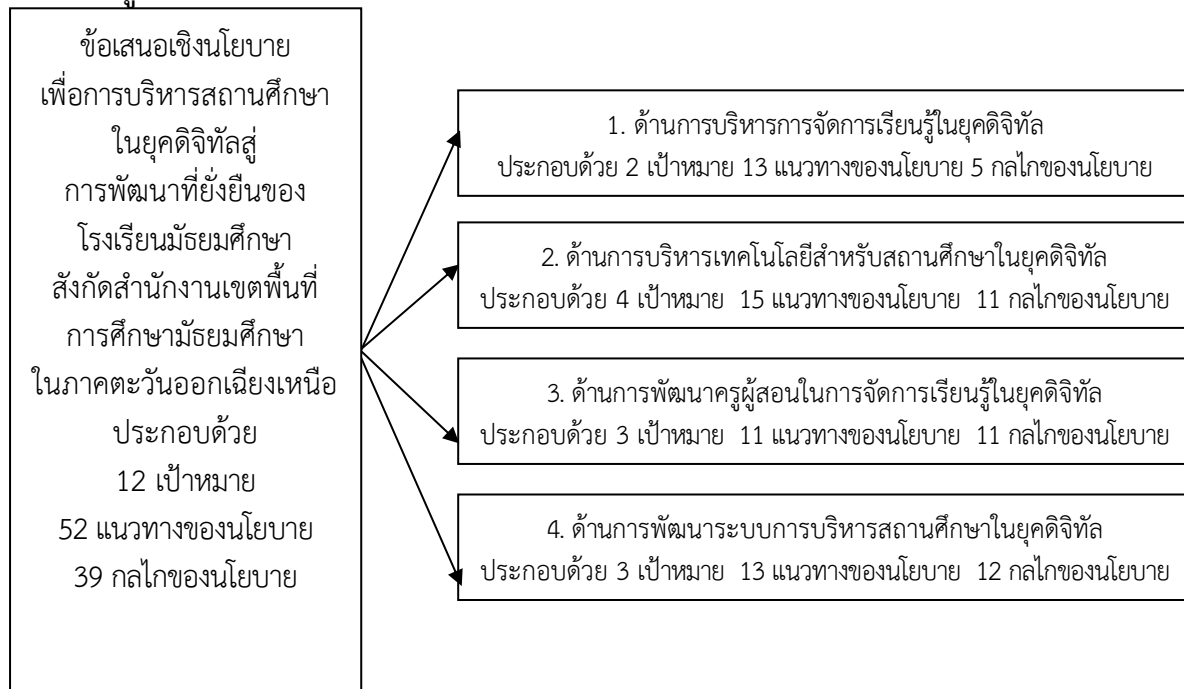 ข้อเสนอเชิงนโยบาย
เพื่อการบริหารสถานศึกษา
ในยุคดิจิทัลสู่
การพัฒนาที่ยั่งยืนของ
โรงเรียนมัธยมศึกษา
สังกัดสำนักงานเขตพื้นที่
การศึกษามัธยมศึกษา
ในภาคตะวันออกเฉียงเหนือ
ประกอบด้วย
12 เป้าหมาย
52 แนวทางของนโยบาย
39 กลไกของนโยบาย
1. ด้านการบริหารการจัดการเรียนรู้ในยุคดิจิทัล
ประกอบด้วย 2 เป้าหมาย 13 แนวทางของนโยบาย 5 กลไกของนโยบาย
2. ด้านการบริหารเทคโนโลยีสำหรับสถานศึกษาในยุคดิจิทัล
ประกอบด้วย 4 เป้าหมาย 15 แนวทางของนโยบาย 11 กลไกของนโยบาย
3. ด้านการพัฒนาครูผู้สอนในการจัดการเรียนรู้ในยุคดิจิทัล
ประกอบด้วย 3 เป้าหมาย 11 แนวทางของนโยบาย 11 กลไกของนโยบาย
4. ด้านการพัฒนาระบบการบริหารสถานศึกษาในยุคดิจิทัล
ประกอบด้วย 3 เป้าหมาย 13 แนวทางของนโยบาย 12 กลไกของนโยบาย